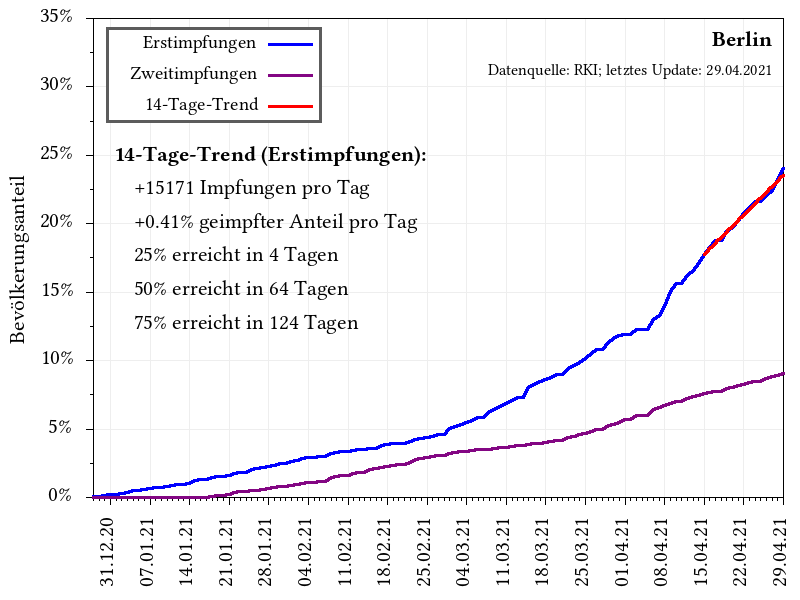 35%
30%
25%
20%
15%
10%
5%
0%
Bevölkerungsanteil
Erstimpfungen
Zweitimpfungen
14-Tage-Trend
Berlin
Datenquelle: RKI; letztes Update: 29.04.2021
14-Tage-Trend (Erstimpfungen):
+15171 Impfungen pro Tag
+0.41% geimpfter Anteil pro Tag
25% erreicht in 4 Tagen
50% erreicht in 64 Tagen
75% erreicht in 124 Tagen
31.12.20
07.01.21
14.01.21
21.01.21
28.01.21
04.02.21
11.02.21
18.02.21
25.02.21
04.03.21
11.03.21
18.03.21
25.03.21
01.04.21
08.04.21
15.04.21
22.04.21
29.04.21